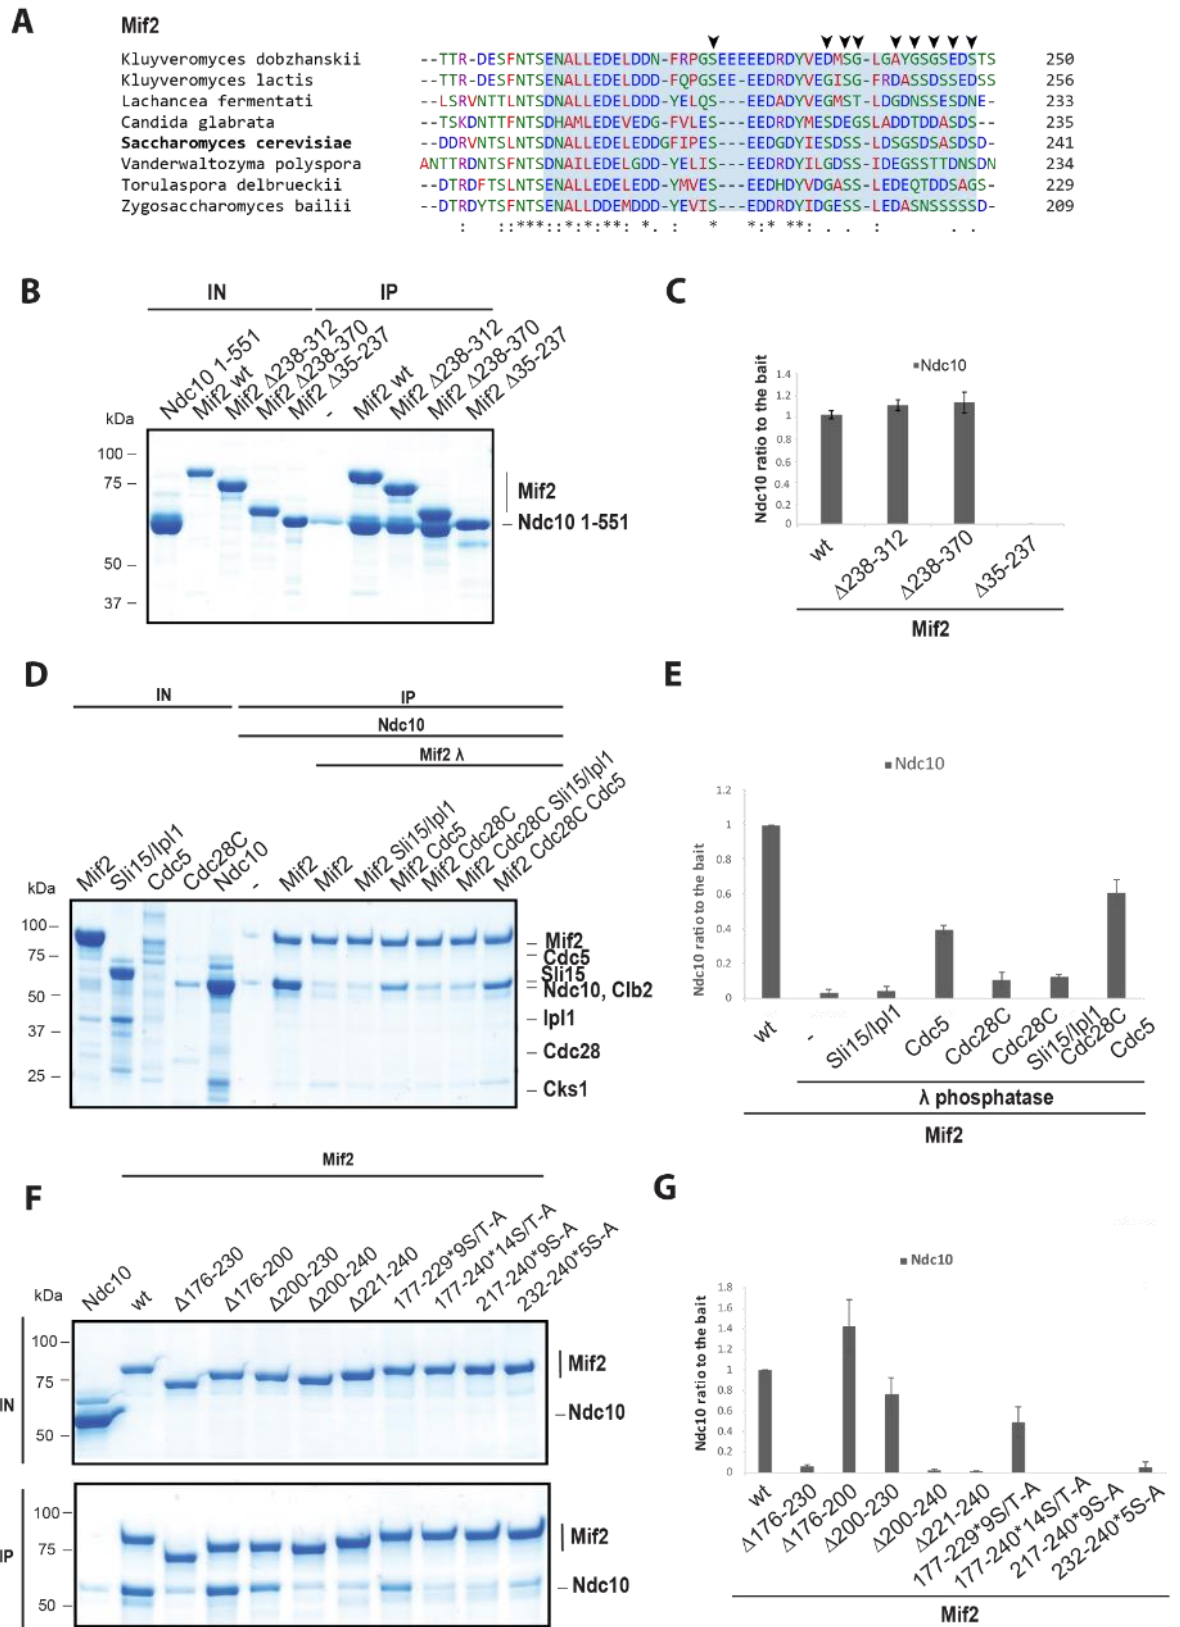 A
Mif2
Kluyveromyces dobzhanskii --TTR-DESFNTSENALLEDELDDN-FRPGSEEEEEEDRDYVEDMSG-LGAYGSGSEDSTS 250
Kluyveromyces lactis --TTR-DESFNTSENALLEDELDDD-FQPGSEEEEEEDRDYVEGISG-FRDASSDSSEDSS 256
Lachancea fermentati --LSRVNTTLNTSDNALLEDELDDD-YELQS---EEDADYVEGMST-LDGDNSSESDNE- 233
Candida glabrata --TSKDNTTFNTSDHAMLEDEVEDG-FVLES---EEDRDYMESDEGSLADDTDDASDS-- 235
Saccharomyces cerevisiae --DDRVNTSFNTSDNALLEDELEDDGFIPES---EEDGDYIESDSS-LDSGSDSASDSD- 241
Vanderwaltozyma polyspora ANTTRDNTSFNTSDNAILEDELGDD-YELIS---EEDRDYVEGDSS-IDEGSSTTDNSDN 234
Torulaspora delbrueckii --DTRDFTSLNTSENALLEDELEDD-YMVES---EEDHDYVDGASS-LEDEQTDDSAGS- 229
Zygosaccharomyces bailii --DTRDYTSFNTSENALLDDEMDDD-YEVIS---EDDRDYIDGESS-LEDASNSSSSSD- 209
: ::***::*:*:**: *. : * *:* **: . . : . .
B
IN IP
Ndc10 1-551
Mif2 wt
Mif2 Δ238-312
Mif2 Δ238-370
Mif2 Δ35-237
-
Mif2 wt
Mif2 Δ238-312
Mif2 Δ238-370
Mif2 Δ35-237
kDa
100
75
50
37
Mif2
Ndc10 1-551
C
Ndc10 ratio to the bait
Ndc10
1.4
1.2
1
0.8
0.6
0.4
0.2
0
wt
Δ238-312
Δ238-370
Δ35-237
Mif2
D
IN IP
Ndc10
Mif2 λ
Mif2
Sli15/Ipl1
Cdc5
Cdc28C
Ndc10
-
Mif2
Mif2
Mif2 Sli15/Ipl1
Mif2 Cdc5
Mif2 Cdc28C
Mif2 Cdc28C Sli15/Ipl1
Mif2 Cdc28C Cdc5
kDa
100
75
50
37
25
Mif2
Cdc5
Sli15
Ndc10, Clb2
Ipl1
Cdc28
Cks1
E
Ndc10
Ndc10 ratio to the bait
1.2
1
0.8
0.6
0.4
0.2
0
wt
-
Sli15/Ipl1
Cdc5
Cdc28C
Cdc28C
Sli15/Ipl1
Cdc28C
Cdc5
λ phosphatase
Mif2
F
Mif2
Ndc10
wt
Δ176-230
Δ176-200
Δ200-230
Δ200-240
Δ221-240
177-229*9S/T-A
177-240*14S/T-A
217-240*9S-A
232-240*5S-A
kDa
IN
100
75
50
Mif2
Ndc10
IP
100
75
50
Mif2
Ndc10
G
Ndc10
Ndc10 ratio to the bait
1.8
1.6
1.4
1.2
1
0.8
0.6
0.4
0.2
0
wt
Δ176-230
Δ176-200
Δ200-230
Δ200-240
Δ221-240
177-229*9S/T-A
177-240*14S/T-A
217-240*9S-A
232-240*5S-A
Mif2